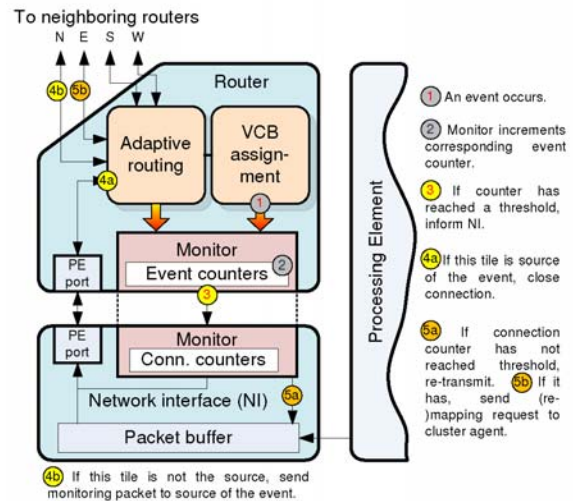 To neighboring routers
N E S W
4b 5b
Router
Adaptive routing
VCB assign-
ment
4a
1
Monitor
Event counters 2
PE
port
3
PE
port
Monitor
Conn. counters
5a
Network interface (NI)
Packet buffer
Processing Element
1 An event occurs.
2 Monitor increments
corresponding event
counter.
3 If counter has
reached a threshold,
inform NI.
4a If this tile is source
of the event, close
connection.
5a If connection
counter has not
reached threshold,
re-transmit. 5b If it
has, send (re-
)mapping request to
cluster agent.
4b If this tile is not the source, send
monitoring packet to source of the event.